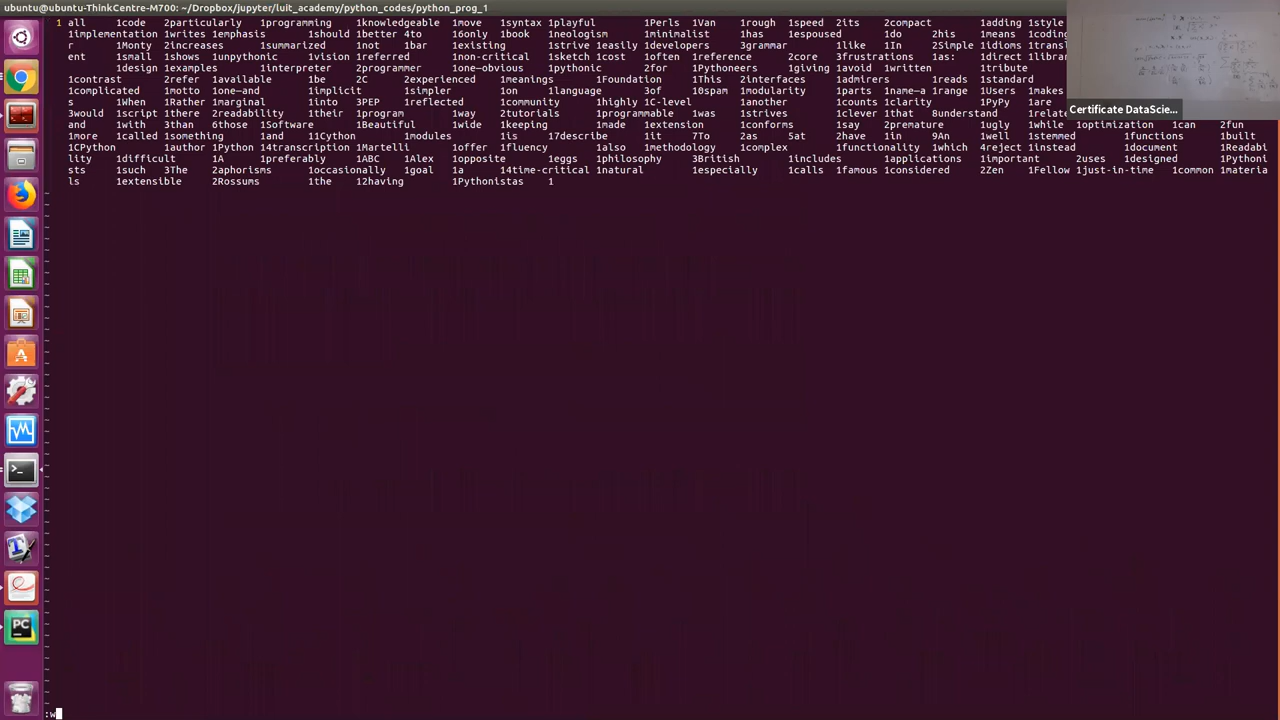 ubuntu@ubuntu-ThinkCentre-M700: ~/Dropbox/jupyter/luit_academy/python_codes/python_prog_1
1 all 1code 2particularly 1programming 1knowledgeable 1move 1syntax 1playful 1Perls 1Van 1rough 1speed 2its 2compact 1adding 1style
1implementation 1writes 1emphasis 1should 1better 4to 16only 1book 1neologism 1minimalist 1has 1espoused 1do 2his 1means 1coding
r 1Monty 2increases 1summarized 1not 1bar 1existing 1strive 1easily 1developers 3grammar 1like 1In 2Simple 1idioms 1transl
ent 1small 1shows 1unpythonic 1vision 1referred 1non-critical 1sketch 1cost 1often 1reference 2core 3frustrations 1as: 1direct 1librar
1design 1examples 1interpreter 2programmer 1one—obvious 1pythonic 2for 1Pythoneers 1giving 1avoid 1written 1tribute
1contrast 2refer 1available 1be 2C 2experienced 1meanings 1Foundation 1This 2interfaces 1admirers 1reads 1standard
1complicated 1motto 1one—and 1implicit 1simpler 1on 1language 3of 10spam 1modularity 1parts 1name—a 1range 1Users 1makes
s 1When 1Rather 1marginal 1into 3PEP 1reflected 1community 1highly 1C-level 1another 1counts 1clarity 1PyPy 1are
3would 1script 1there 2readability 1their 1program 1way 2tutorials 1programmable 1was 1strives 1clever 1that 8understand 1relate
and 1with 3than 6those 1Software 1Beautiful 1wide 1keeping 1made 1extension 1conforms 1say 2premature 1ugly 1while 1optimization 1can 2fun
1more 1called 1something 1and 11Cython 1modules 1is 17describe 1it 7To 2as 5at 2have 1in 9An 1well 1stemmed 1functions 1built
1CPython 1author 1Python 14transcription 1Martelli 1offer 1fluency 1also 1methodology 1complex 1functionality 1which 4reject 1instead 1document 1Readabi
lity 1difficult 1A 1preferably 1ABC 1Alex 1opposite 1eggs 1philosophy 3British 1includes 1applications 1important 2uses 1designed 1Pythoni
sts 1such 3The 2aphorisms 3occasionally 1goal 1a 14time-critical 1natural 1especially 1calls 1famous 1considered 2Zen 1Fellow 1just-in-time 1common 1materia
ls 1extensible 2Rossums 1the 12having 1Pythonistas 1
Certificate DataScie...
:w